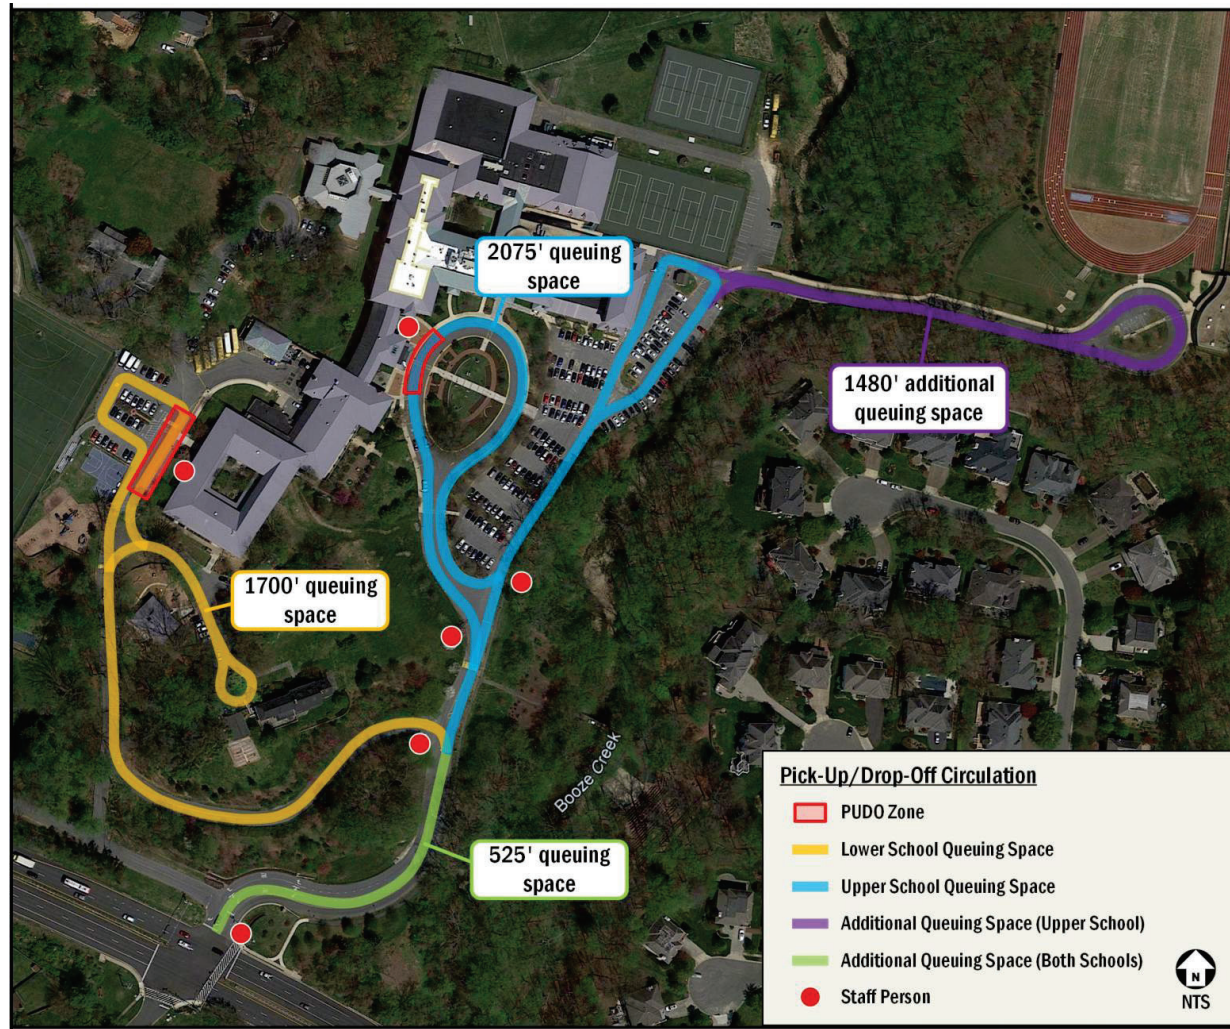 2075' queuing
space
1480' additional
queuing space
1700' queuing
space
Booze Creek
525' queuing
space
Pick-Up/Drop-Off Circulation
PUDO Zone
Lower School Queuing Space
Upper School Queuing Space
Additional Queuing Space (Upper School)
Additional Queuing Space (Both Schools)
Staff Person
N
NTS